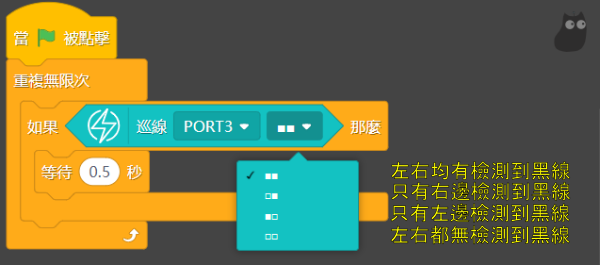 當 被點擊
重複無限次
如果 巡線 PORT3 ■■ 那麼
等待 0.5 秒
✓ ■■ 左右均有檢測到黑線
□■ 只有右邊檢測到黑線
■□ 只有左邊檢測到黑線
□□ 左右都無檢測到黑線